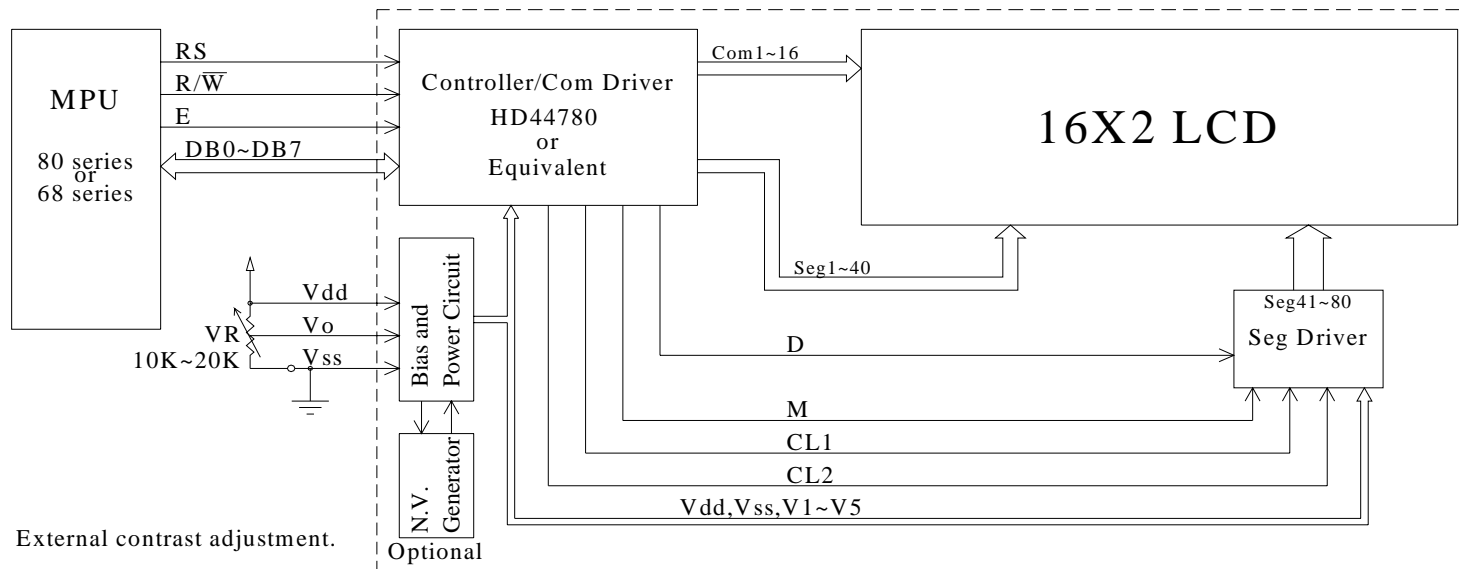 MPU
80 series
or
68 series
RS
R/W̅
E
DB0~DB7
Controller/Com Driver
HD44780
or
Equivalent
Com1~16
16X2 LCD
Seg1~40
Seg41~80
Seg Driver
Vdd
Vo
Vss
VR
10K~20K
Bias and
Power Circuit
N.V.
Generator
Optional
D
M
CL1
CL2
Vdd,Vss,V1~V5
External contrast adjustment.